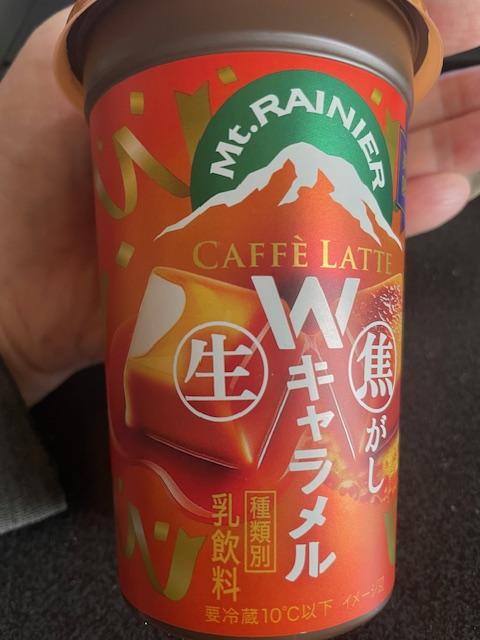 Mt. RAINIER
CAFFÈ LATTE
W
生
焦がし
キャラメル
種類別
乳飲料
要冷蔵10℃以下
イメージ